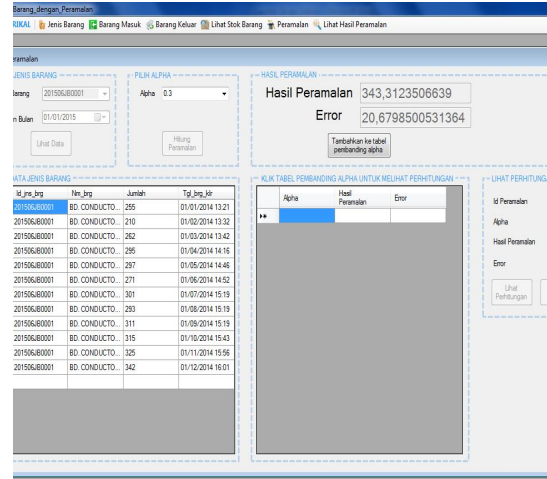 Barang_dengan_Peramalan
RIKAL Jenis Barang Barang Masuk Barang Keluar Lihat Stok Barang Peramalan Lihat Hasil Peramalan
ramalan
JENIS BARANG
arang 201506JB0001
n Bulan 01/01/2015
Lihat Data
PILIH ALPHA
Alpha 0.3
Hitung
Peramalan
HASIL PERAMALAN
Hasil Peramalan 343,3123506639
Error 20,6798500531364
Tambahkan ke tabel
pembanding alpha
DATA JENIS BARANG
Id_jns_brg Nm_brg Jumlah Tgl_brg_klr
201506JB0001 BD. CONDUCTO... 255 01/01/2014 13:21
201506JB0001 BD. CONDUCTO... 210 01/02/2014 13:32
201506JB0001 BD. CONDUCTO... 262 01/03/2014 13:42
201506JB0001 BD. CONDUCTO... 295 01/04/2014 14:16
201506JB0001 BD. CONDUCTO... 297 01/05/2014 14:46
201506JB0001 BD. CONDUCTO... 271 01/06/2014 14:52
201506JB0001 BD. CONDUCTO... 301 01/07/2014 15:19
201506JB0001 BD. CONDUCTO... 293 01/08/2014 15:19
201506JB0001 BD. CONDUCTO... 311 01/09/2014 15:19
201506JB0001 BD. CONDUCTO... 315 01/10/2014 15:43
201506JB0001 BD. CONDUCTO... 325 01/11/2014 15:56
201506JB0001 BD. CONDUCTO... 342 01/12/2014 16:01
KLIK TABEL PEMBANDING ALPHA UNTUK MELIHAT PERHITUNGAN
Alpha Hasil Peramalan Error
LIHAT PERHITUNGA
Id Peramalan
Alpha
Hasil Peramalan
Error
Lihat
Perhitungan